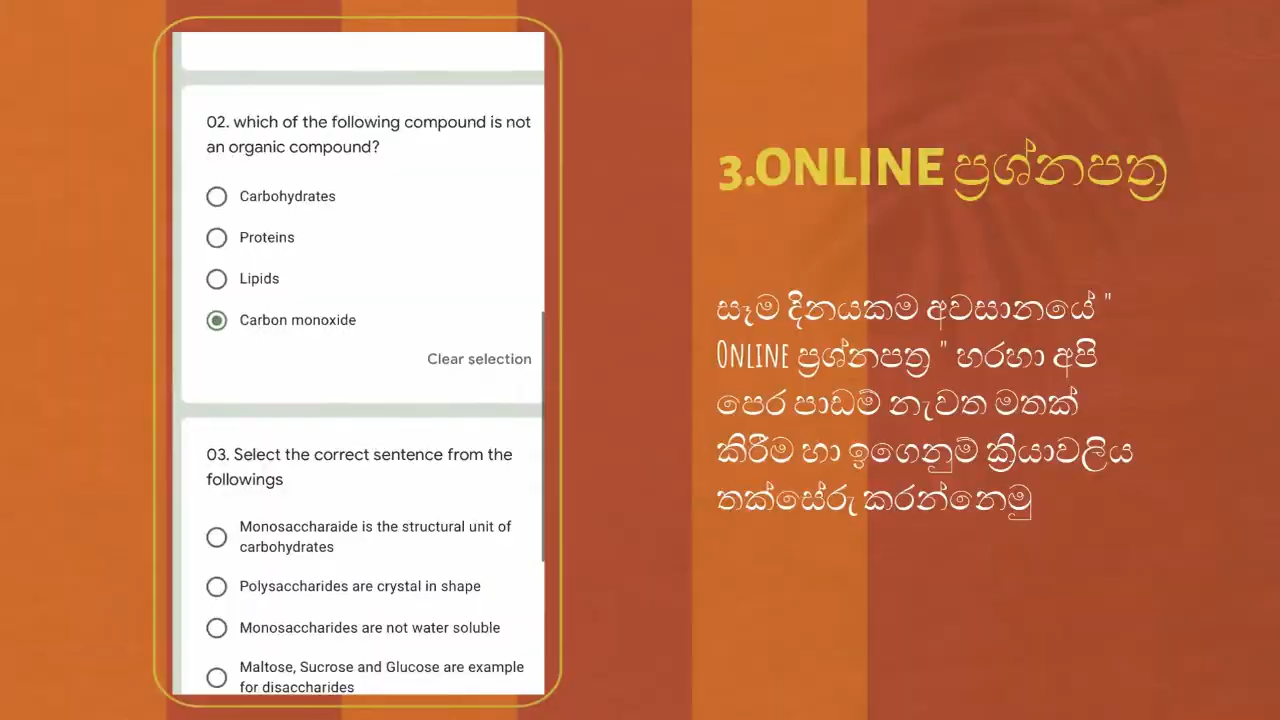 02. which of the following compound is not
an organic compound?
Carbohydrates
Proteins
Lipids
Carbon monoxide
Clear selection
03. Select the correct sentence from the
followings
Monosaccharaide is the structural unit of
carbohydrates
Polysaccharides are crystal in shape
Monosaccharides are not water soluble
Maltose, Sucrose and Glucose are example
for disaccharides
3.ONLINE ප්‍රශ්නපත්‍ර
සෑම දිනයකම අවසානයේ "
ONLINE ප්‍රශ්නපත්‍ර " හරහා අපි
පෙර පාඩම් නැවත මතක්
කිරීම හා ඉගෙනුම් ක්‍රියාවලිය
තක්සේරු කරන්නෙමු